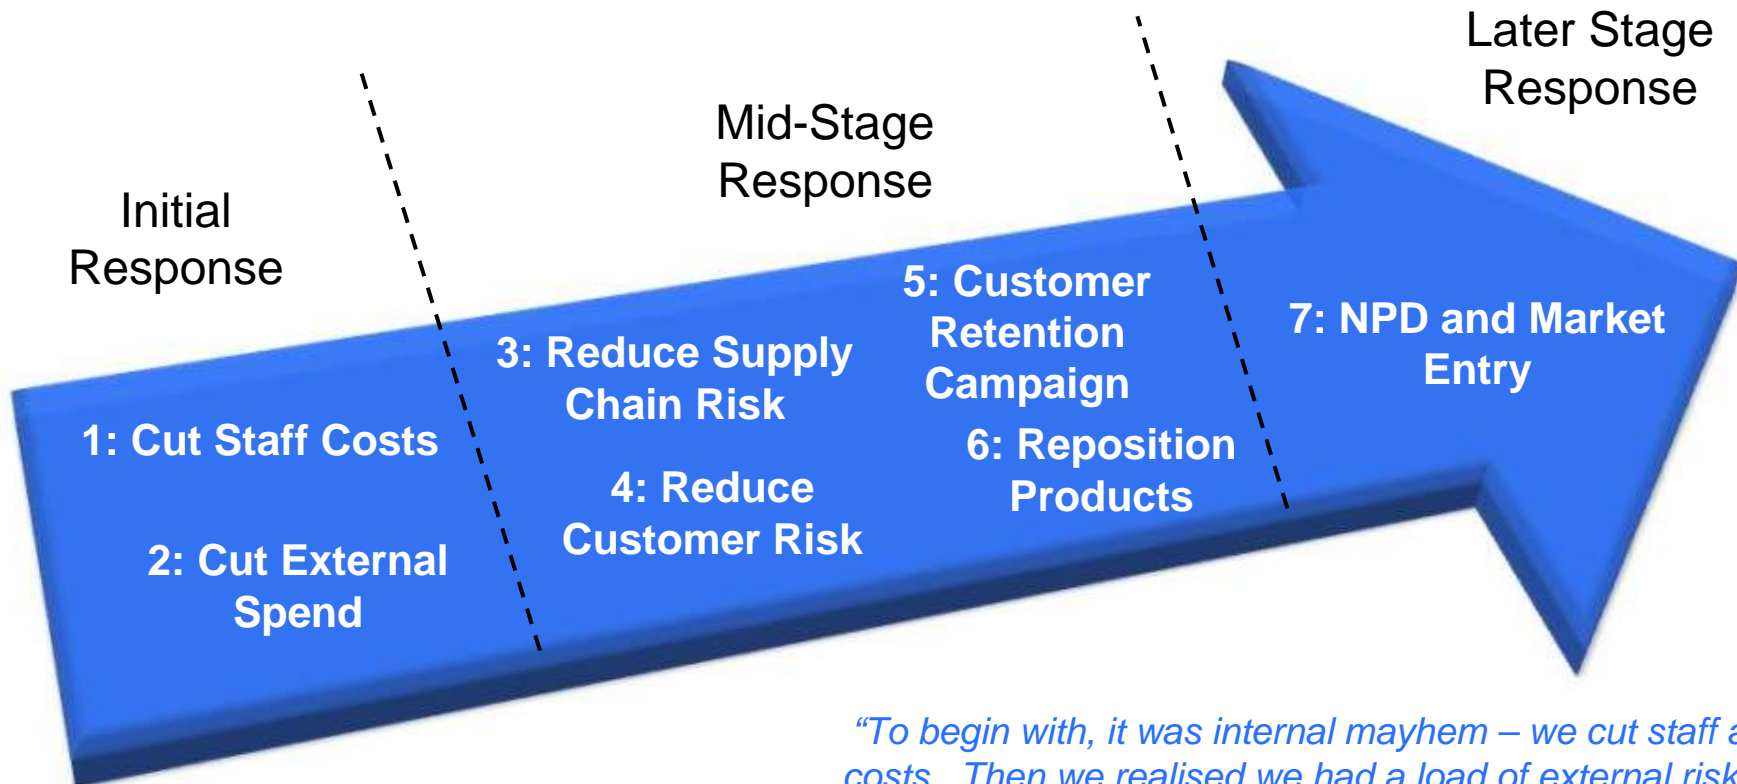 Initial
Response
Mid-Stage
Response
Later Stage
Response
1: Cut Staff Costs
2: Cut External
Spend
3: Reduce Supply
Chain Risk
4: Reduce
Customer Risk
5: Customer
Retention
Campaign
6: Reposition
Products
7: NPD and Market
Entry
“To begin with, it was internal mayhem – we cut staff
costs. Then we realised we had a load of external risk